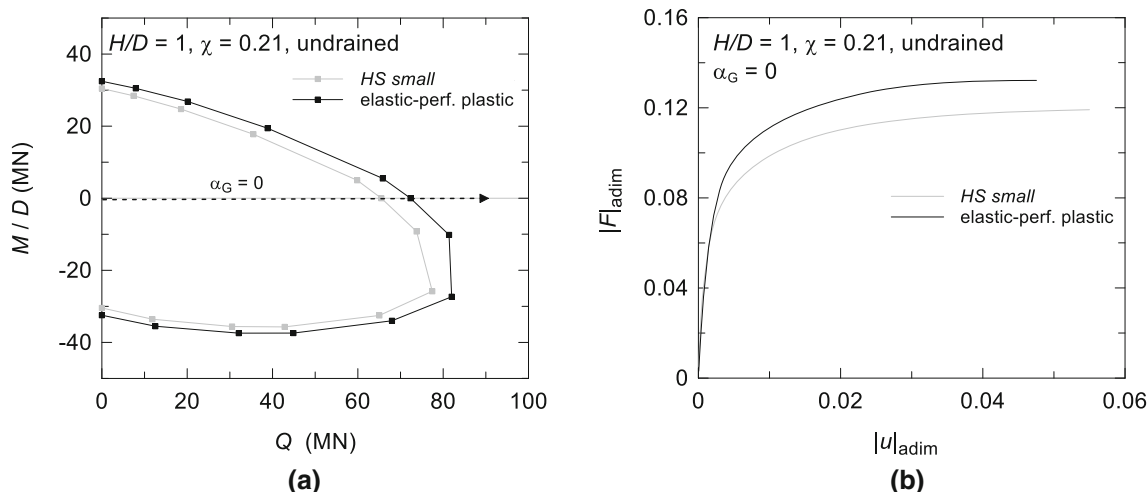 H/D = 1, χ = 0.21, undrained
HS small
elastic-perf. plastic
α_G = 0
M / D (MN)
40
20
0
-20
-40
0
20
40
60
80
100
Q (MN)
(a)
H/D = 1, χ = 0.21, undrained
α_G = 0
HS small
elastic-perf. plastic
|F|_adim
0.16
0.12
0.08
0.04
0
0
0.02
0.04
0.06
|u|_adim
(b)